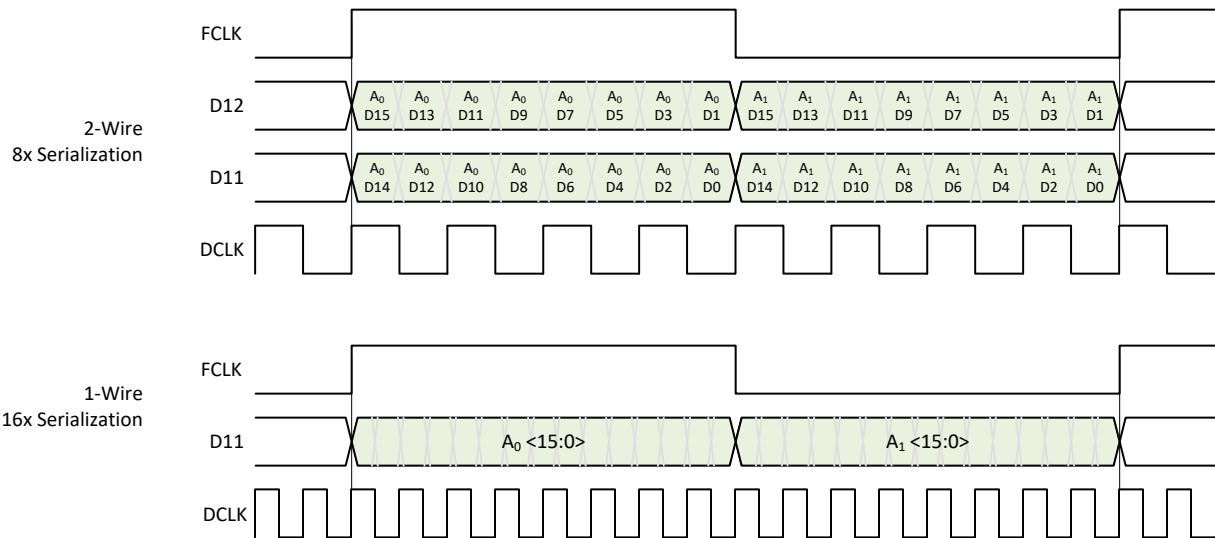 FCLK
D12
A0 A0 A0 A0 A0 A0 A0 A0 A1 A1 A1 A1 A1 A1 A1 A1
D15 D13 D11 D9 D7 D5 D3 D1 D15 D13 D11 D9 D7 D5 D3 D1
2-Wire
8x Serialization
D11
A0 A0 A0 A0 A0 A0 A0 A0 A1 A1 A1 A1 A1 A1 A1 A1
D14 D12 D10 D8 D6 D4 D2 D0 D14 D12 D10 D8 D6 D4 D2 D0
DCLK
FCLK
1-Wire
16x Serialization
D11 A0 <15:0> A1 <15:0>
DCLK